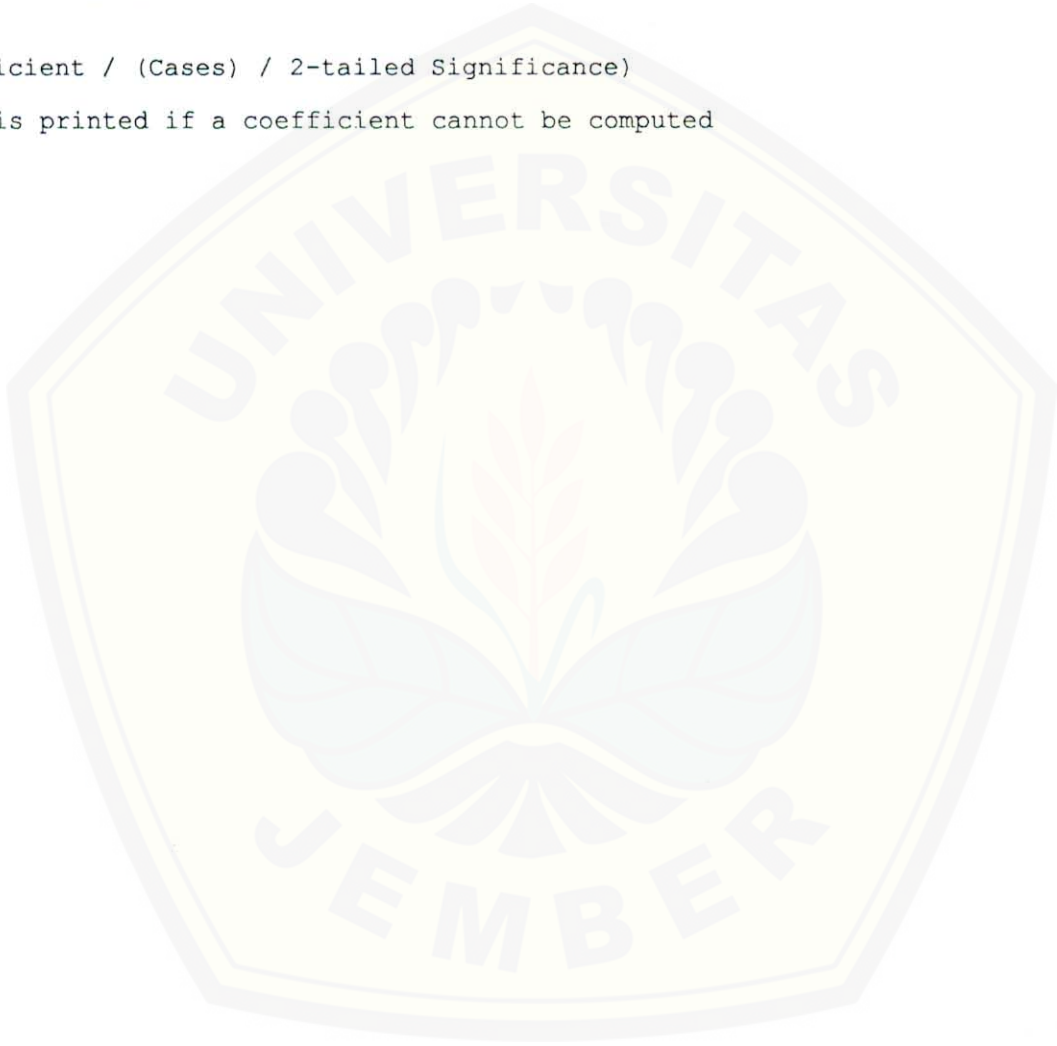 icient / (Cases) / 2-tailed Significance)
is printed if a coefficient cannot be computed
UNIVERSITAS
JEMBER